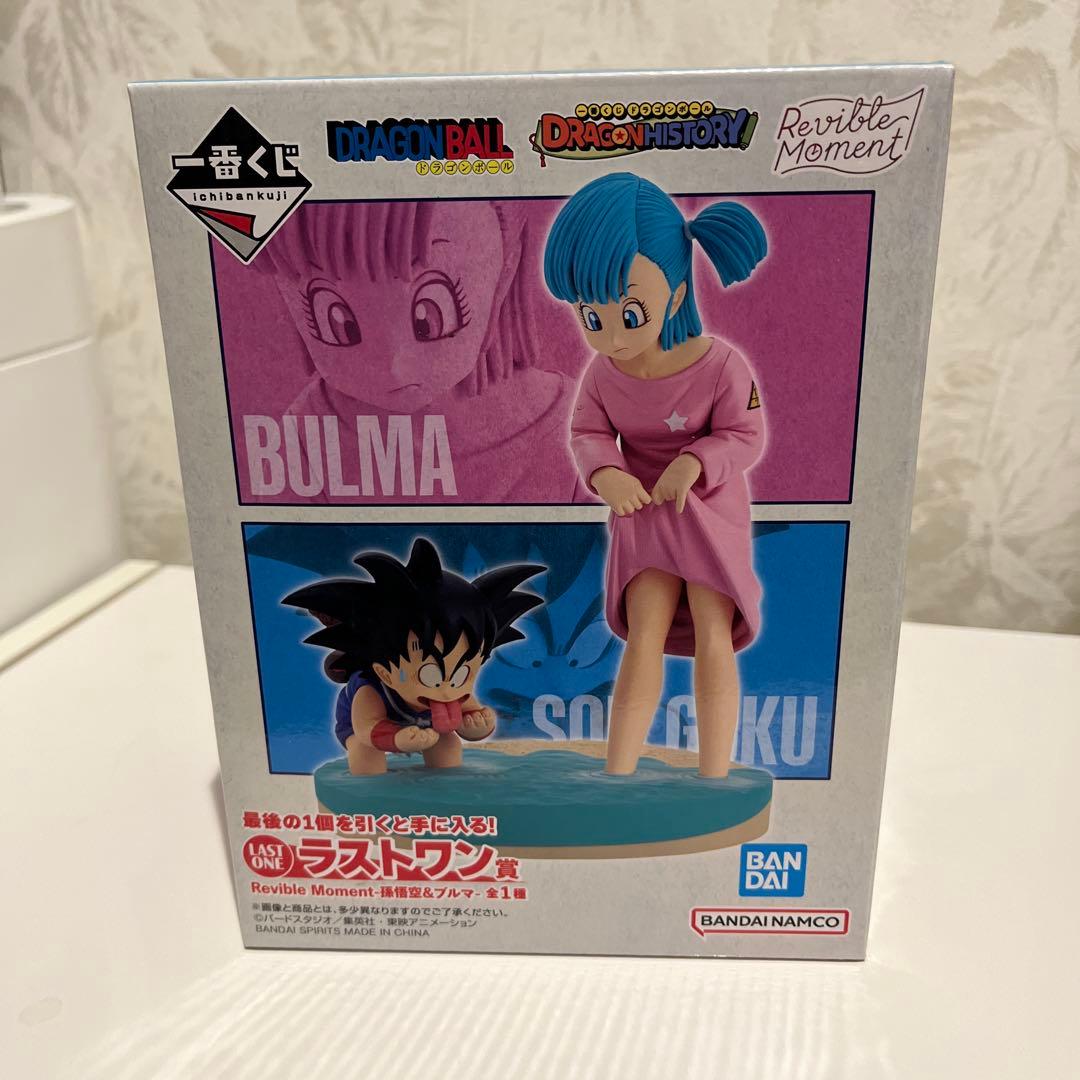 一番くじ
ichibankuji
DRAGON BALL
ドラゴンボール
一番くじ ドラゴンボール
DRAGON HISTORY!
Revible
Moment
BULMA
SON GOKU
最後の1個を引くと手に入る!
LAST
ONE
ラストワン賞
Revible Moment-孫悟空&ブルマ- 全1種
※画像と商品とは、多少異なりますのでご了承ください。
©バードスタジオ/集英社・東映アニメーション
BANDAI SPIRITS MADE IN CHINA
BAN
DAI
BANDAI NAMCO